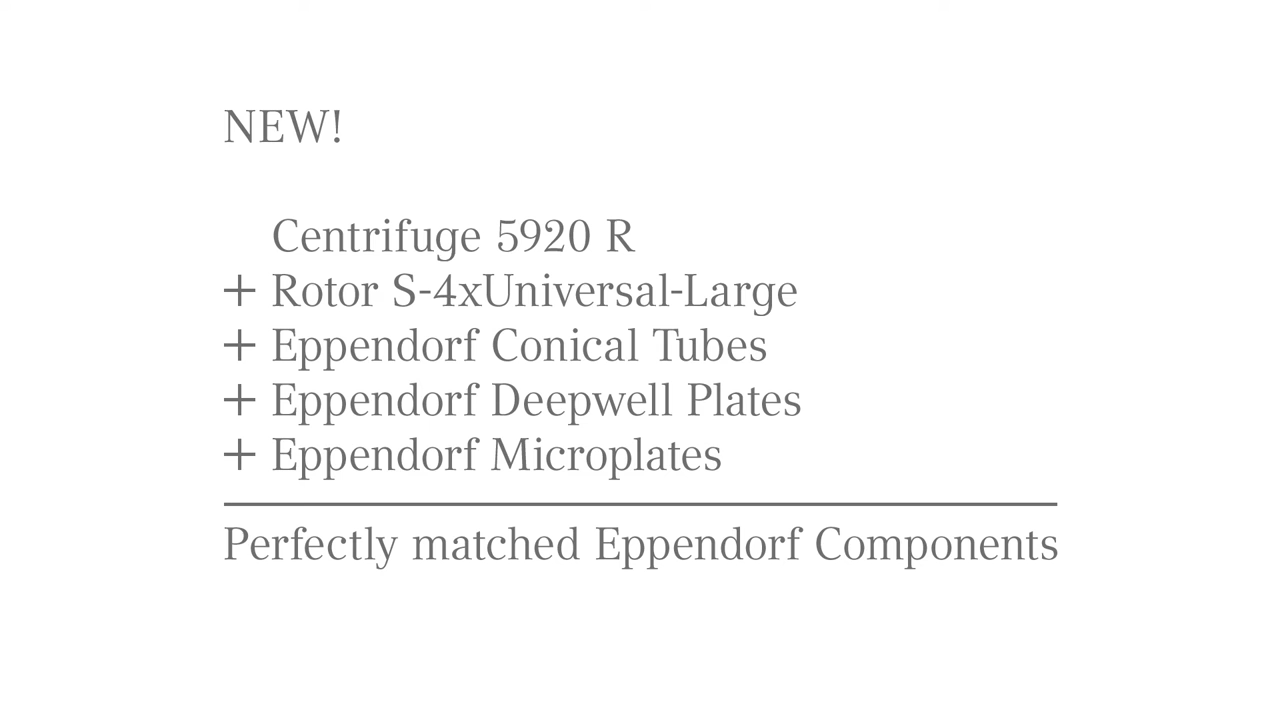 NEW!
Centrifuge 5920 R
+ Rotor S-4xUniversal-Large
+ Eppendorf Conical Tubes
+ Eppendorf Deepwell Plates
+ Eppendorf Microplates
Perfectly matched Eppendorf Components